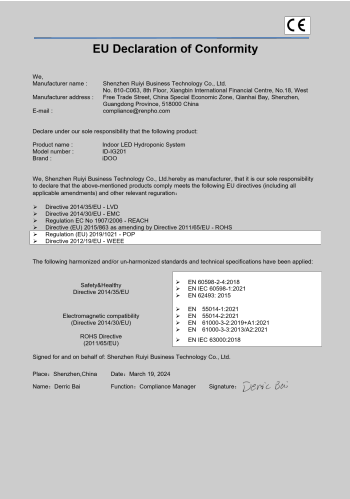 CE
EU Declaration of Conformity
We,
Manufacturer name : Shenzhen Ruiyi Business Technology Co., Ltd.
No. 810-C063, 8th Floor, Xiangbin International Financial Centre, No.18, West
Manufacturer address : Free Trade Street, China Special Economic Zone, Qianhai Bay, Shenzhen,
Guangdong Province, 518000 China
E-mail : compliance@renpho.com
Declare under our sole responsibility that the following product:
Product name : Indoor LED Hydroponic System
Model number : ID-IG201
Brand : iDOO
We, Shenzhen Ruiyi Business Technology Co., Ltd.hereby as manufacturer, that it is our sole responsibility
to declare that the above-mentioned products comply meets the following EU directives (including all
applicable amendments) and other relevant reguration:
➢ Directive 2014/35/EU - LVD
➢ Directive 2014/30/EU - EMC
➢ Regulation EC No 1907/2006 - REACH
➢ Directive (EU) 2015/863 as amending by Directive 2011/65/EU - ROHS
➢ Regulation (EU) 2019/1021 - POP
➢ Directive 2012/19/EU - WEEE
The following harmonized and/or un-harmonized standards and technical specifications have been applied:
Safety&Healthy
Directive 2014/35/EU
➢ EN 60598-2-4:2018
➢ EN IEC 60598-1:2021
➢ EN 62493: 2015
Electromagnetic compatibility
(Directive 2014/30/EU)
➢ EN 55014-1:2021
➢ EN 55014-2:2021
➢ EN 61000-3-2:2019+A1:2021
➢ EN 61000-3-3:2013/A2:2021
ROHS Directive
(2011/65/EU)
➢ EN IEC 63000:2018
Signed for and on behalf of: Shenzhen Ruiyi Business Technology Co., Ltd.
Place: Shenzhen,China Date: March 19, 2024
Name: Derric Bai Function: Compliance Manager Signature: Derric Bai